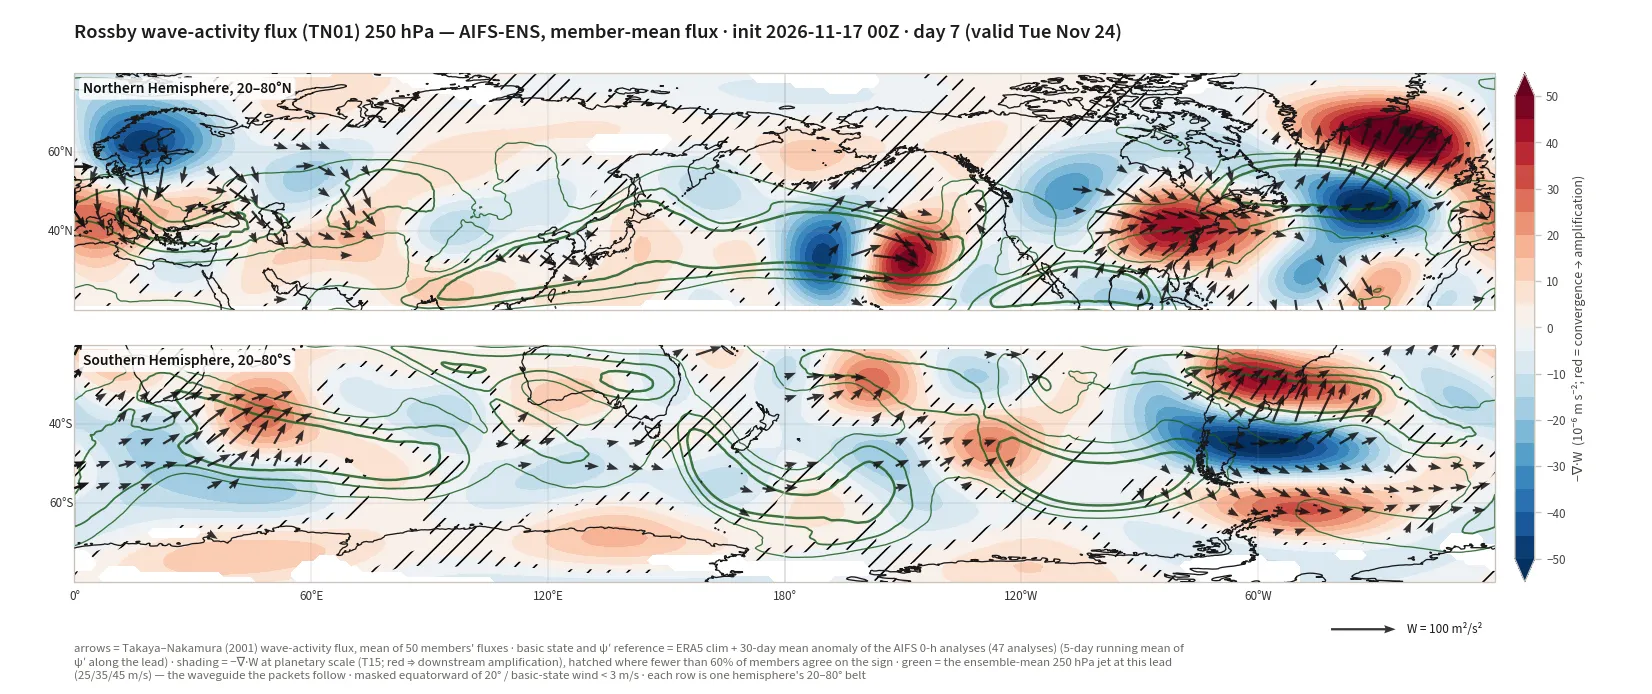 Rossby wave-activity flux (TN01) 250 hPa — AIFS-ENS, member-mean flux · init 2026-11-17 00Z · day 7 (valid Tue Nov 24)
Northern Hemisphere, 20–80°N
60°N
40°N
Southern Hemisphere, 20–80°S
40°S
60°S
0°
60°E
120°E
180°
120°W
60°W
50
40
30
20
10
0
−10
−20
−30
−40
−50
−∇·W (10⁻⁶ m s⁻²; red = convergence → amplification)
W = 100 m²/s²
arrows = Takaya–Nakamura (2001) wave-activity flux, mean of 50 members' fluxes · basic state and ψ' reference = ERA5 clim + 30-day mean anomaly of the AIFS 0-h analyses (47 analyses) (5-day running mean of
ψ' along the lead) · shading = −∇·W at planetary scale (T15; red ⇒ downstream amplification), hatched where fewer than 60% of members agree on the sign · green = the ensemble-mean 250 hPa jet at this lead
(25/35/45 m/s) — the waveguide the packets follow · masked equatorward of 20° / basic-state wind < 3 m/s · each row is one hemisphere's 20–80° belt